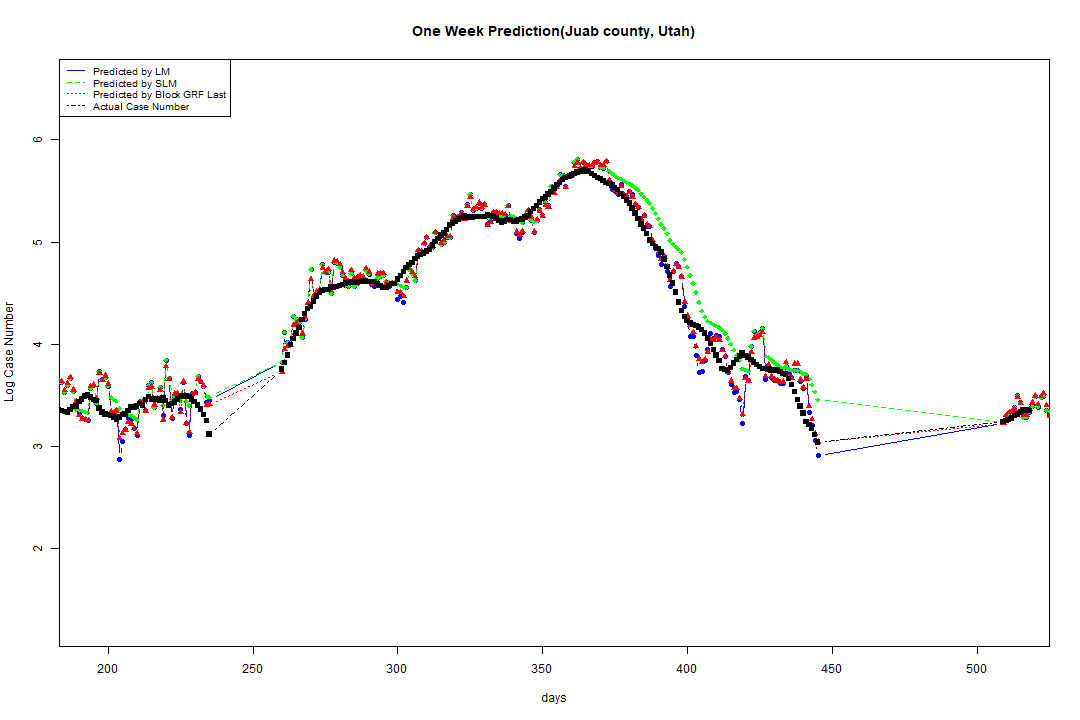 One Week Prediction(Juab county, Utah)
Predicted by LM
Predicted by SLM
Predicted by Block GRF Last
Actual Case Number
6
5
4
3
2
Log Case Number
200 250 300 350 400 450 500
days